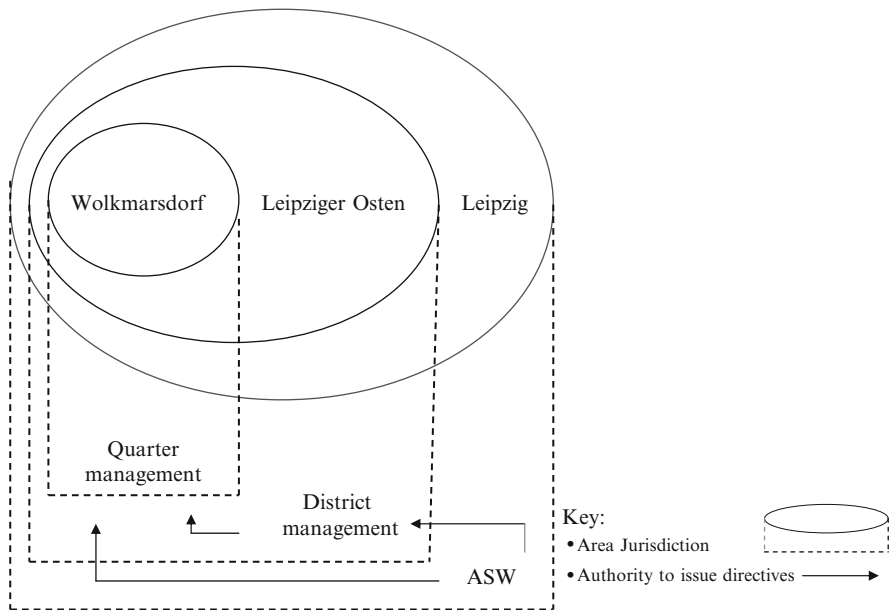 Wolkmarsdorf
Leipziger Osten
Leipzig
Quarter
management
District
management
ASW
Key:
• Area Jurisdiction
• Authority to issue directives